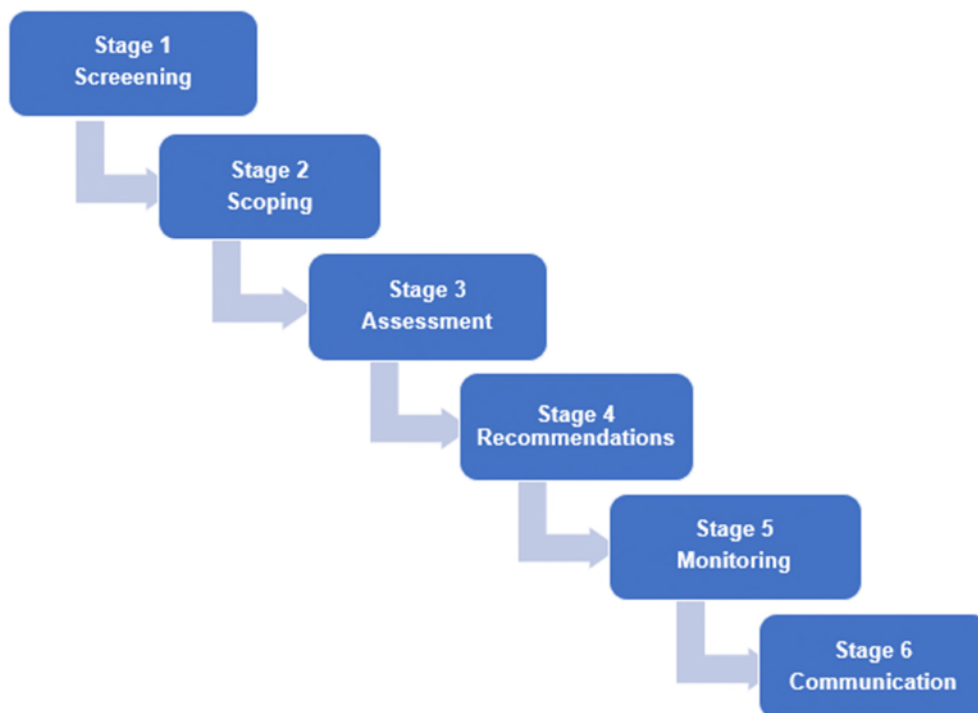 Stage 1
Screeening
Stage 2
Scoping
Stage 3
Assessment
Stage 4
Recommendations
Stage 5
Monitoring
Stage 6
Communication